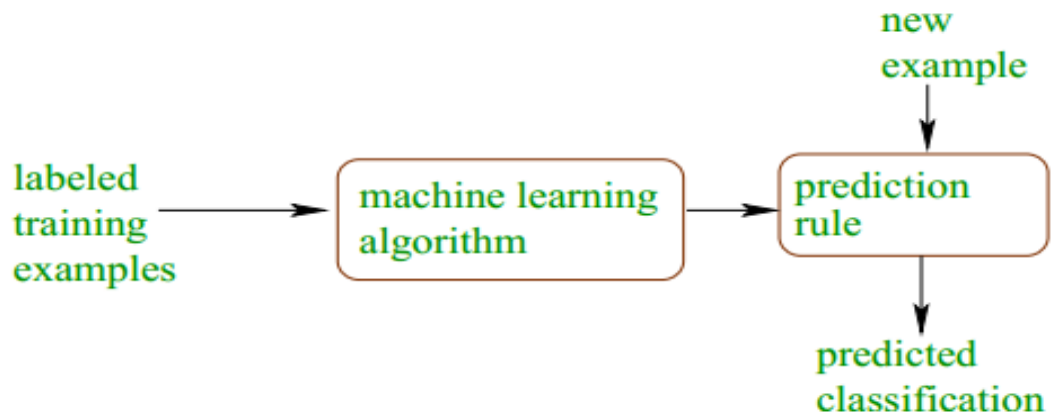 new
example
labeled
training
examples
machine learning
algorithm
prediction
rule
predicted
classification